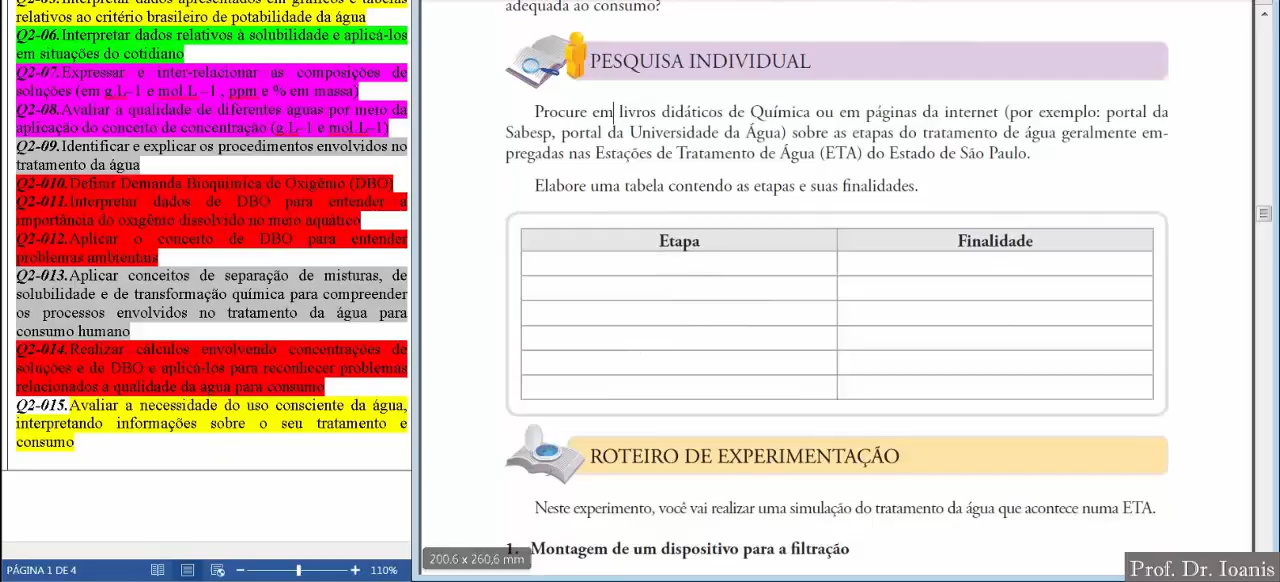 relativos ao critério brasileiro de potabilidade da água
Q2-06.Interpretar dados relativos à solubilidade e aplicá-los
em situações do cotidiano
Q2-07.Expressar e inter-relacionar as composições de
soluções (em g.L–1 e mol.L –1 , ppm e % em massa)
Q2-08.Avaliar a qualidade de diferentes águas por meio da
aplicação do conceito de concentração (g.L–1 e mol.L–1)
Q2-09.Identificar e explicar os procedimentos envolvidos no
tratamento da água
Q2-010.Definir Demanda Bioquímica de Oxigênio (DBO)
Q2-011.Interpretar dados de DBO para entender a
importância do oxigênio dissolvido no meio aquático
Q2-012.Aplicar o conceito de DBO para entender
problemas ambientais
Q2-013.Aplicar conceitos de separação de misturas, de
solubilidade e de transformação química para compreender
os processos envolvidos no tratamento da água para
consumo humano
Q2-014.Realizar cálculos envolvendo concentrações de
soluções e de DBO e aplicá-los para reconhecer problemas
relacionados à qualidade da água para consumo
Q2-015.Avaliar a necessidade do uso consciente da água,
interpretando informações sobre o seu tratamento e
consumo
PÁGINA 1 DE 4
110%
adequada ao consumo?
PESQUISA INDIVIDUAL
Procure em livros didáticos de Química ou em páginas da internet (por exemplo: portal da
Sabesp, portal da Universidade da Água) sobre as etapas do tratamento de água geralmente em-
pregadas nas Estações de Tratamento de Água (ETA) do Estado de São Paulo.
Elabore uma tabela contendo as etapas e suas finalidades.
Etapa Finalidade
ROTEIRO DE EXPERIMENTAÇÃO
Neste experimento, você vai realizar uma simulação do tratamento da água que acontece numa ETA.
1. Montagem de um dispositivo para a filtração
200,6 x 260,6 mm
Prof. Dr. Ioanis